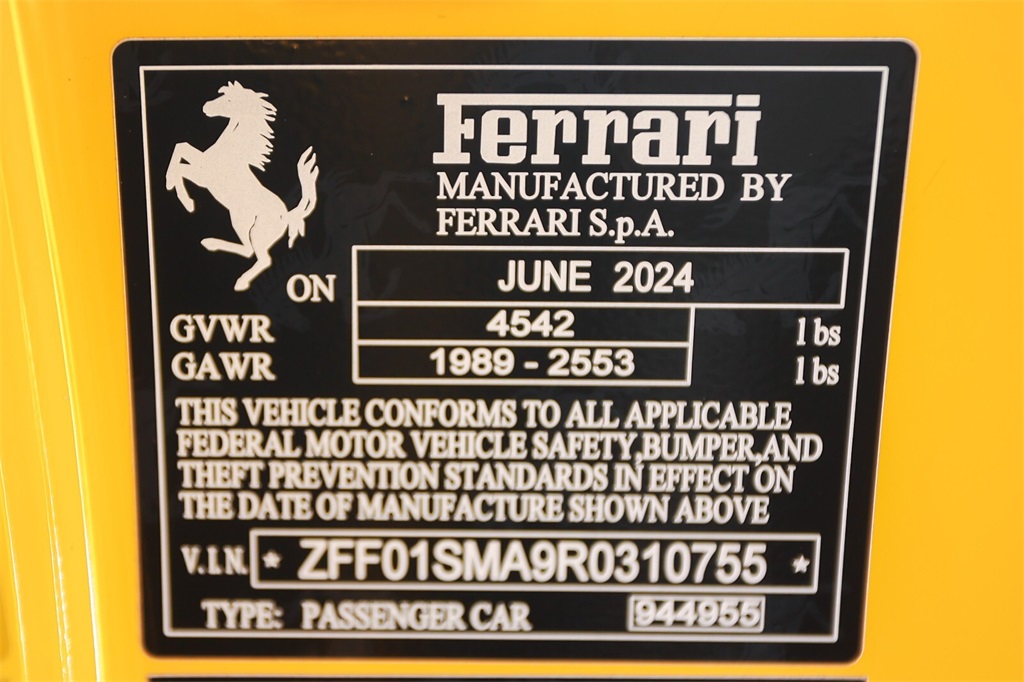 Ferrari
MANUFACTURED BY
FERRARI S.p.A.
ON JUNE 2024
GVWR 4542 lbs
GAWR 1989 - 2553 lbs
THIS VEHICLE CONFORMS TO ALL APPLICABLE
FEDERAL MOTOR VEHICLE SAFETY,BUMPER,AND
THEFT PREVENTION STANDARDS IN EFFECT ON
THE DATE OF MANUFACTURE SHOWN ABOVE
V.I.N. * ZFF01SMA9R0310755 *
TYPE: PASSENGER CAR 944955